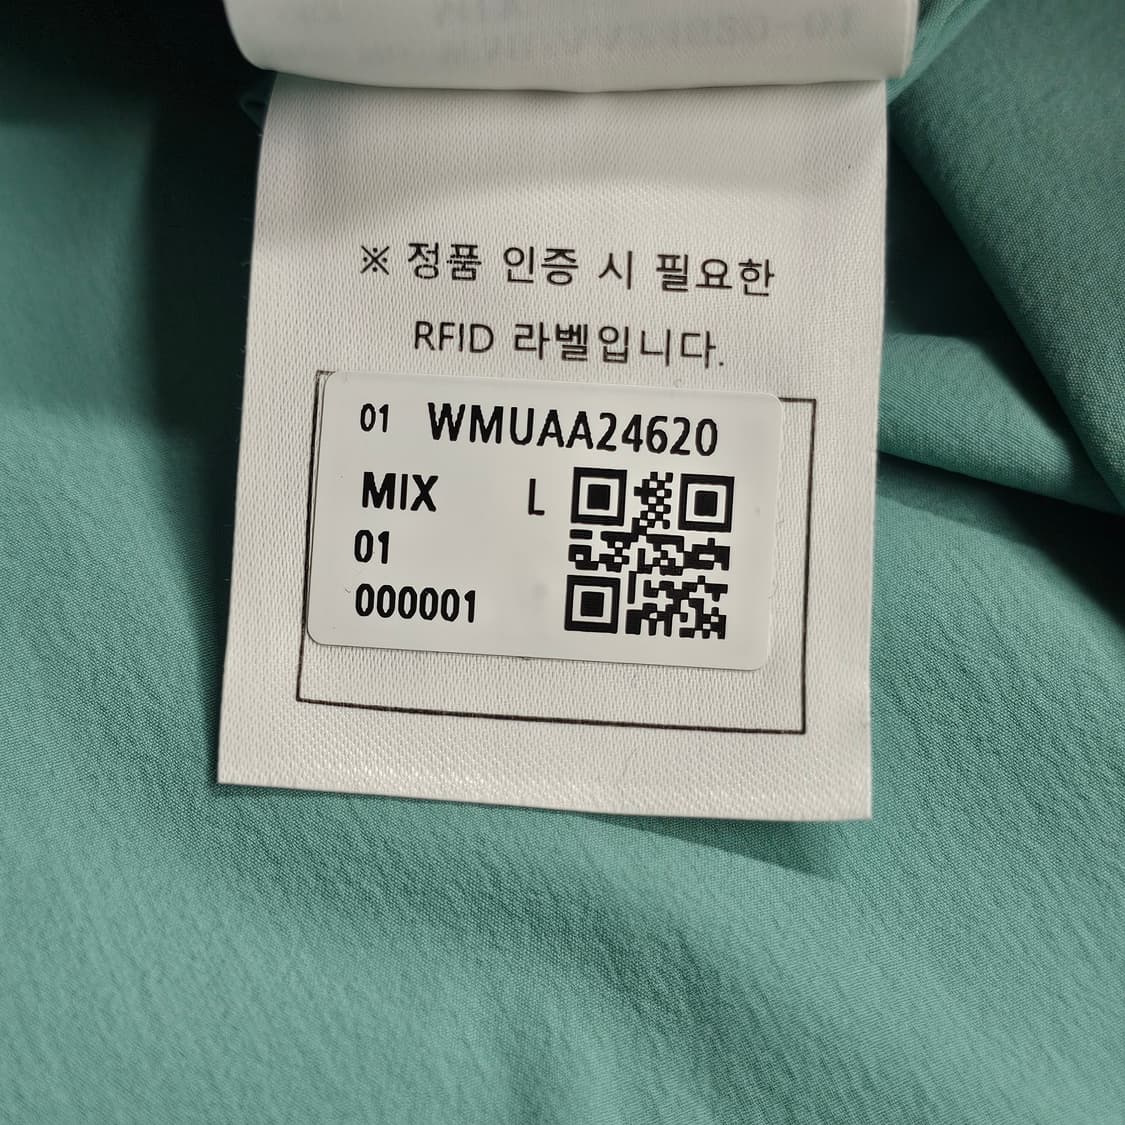 ※ 정품 인증 시 필요한
RFID 라벨입니다.
01 WMUAA24620
MIX L
01
000001